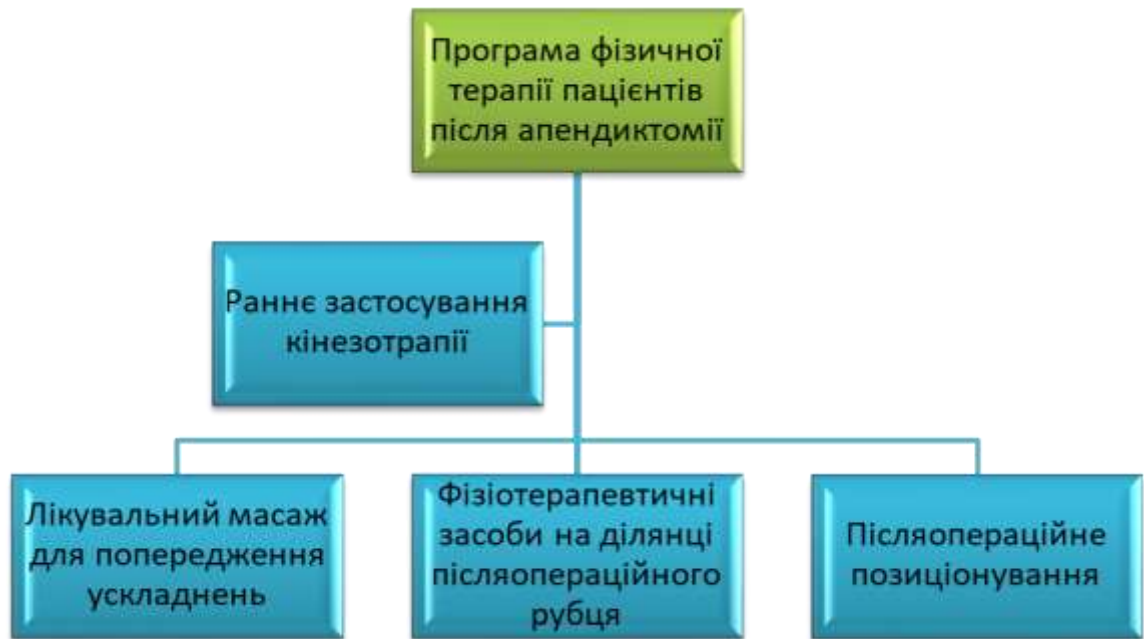 Програма фізичної
терапії пацієнтів
після апендиктомії
Раннє застосування
кінезотрапії
Лікувальний масаж
для попередження
ускладнень
Фізіотерапевтичні
засоби на ділянці
післяопераційного
рубця
Післяопераційне
позиціонування